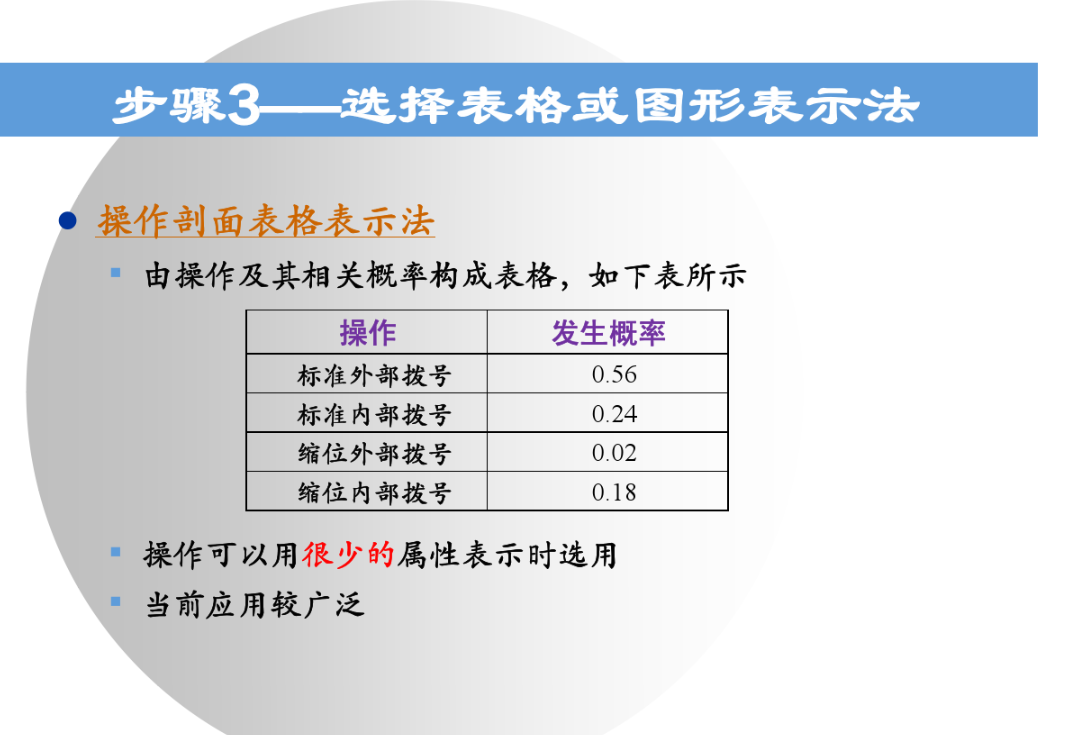 步骤3——选择表格或图形表示法
操作剖面表格表示法
由操作及其相关概率构成表格，如下表所示
操作 发生概率
标准外部拨号 0.56
标准内部拨号 0.24
缩位外部拨号 0.02
缩位内部拨号 0.18
操作可以用很少的属性表示时选用
当前应用较广泛